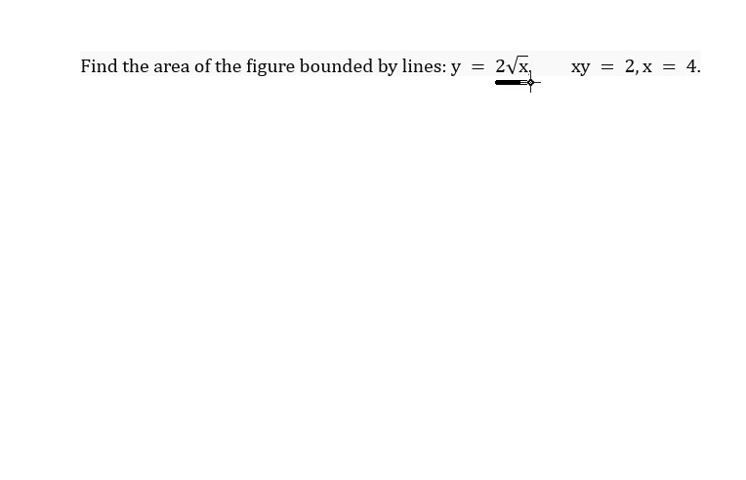 Find the area of the figure bounded by lines: y = 2√x, xy = 2, x = 4.